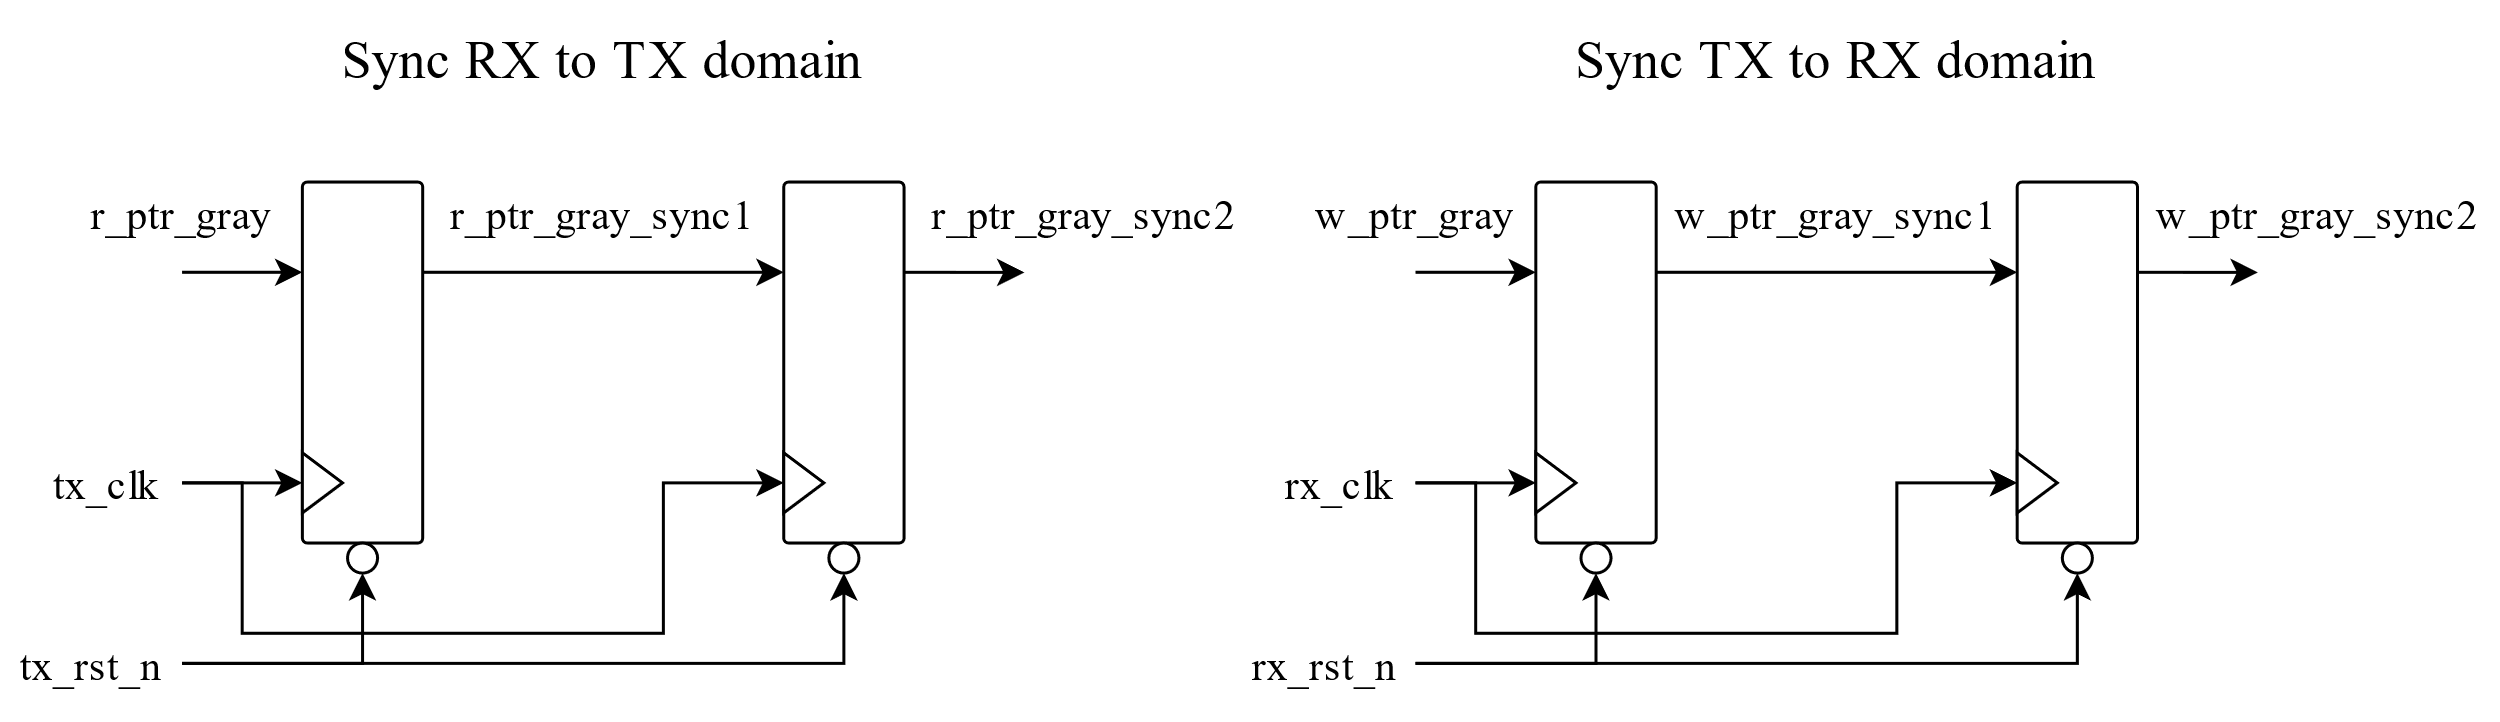 Sync RX to TX domain
r_ptr_gray
r_ptr_gray_sync1
r_ptr_gray_sync2
tx_clk
tx_rst_n
Sync TX to RX domain
w_ptr_gray
w_ptr_gray_sync1
w_ptr_gray_sync2
rx_clk
rx_rst_n